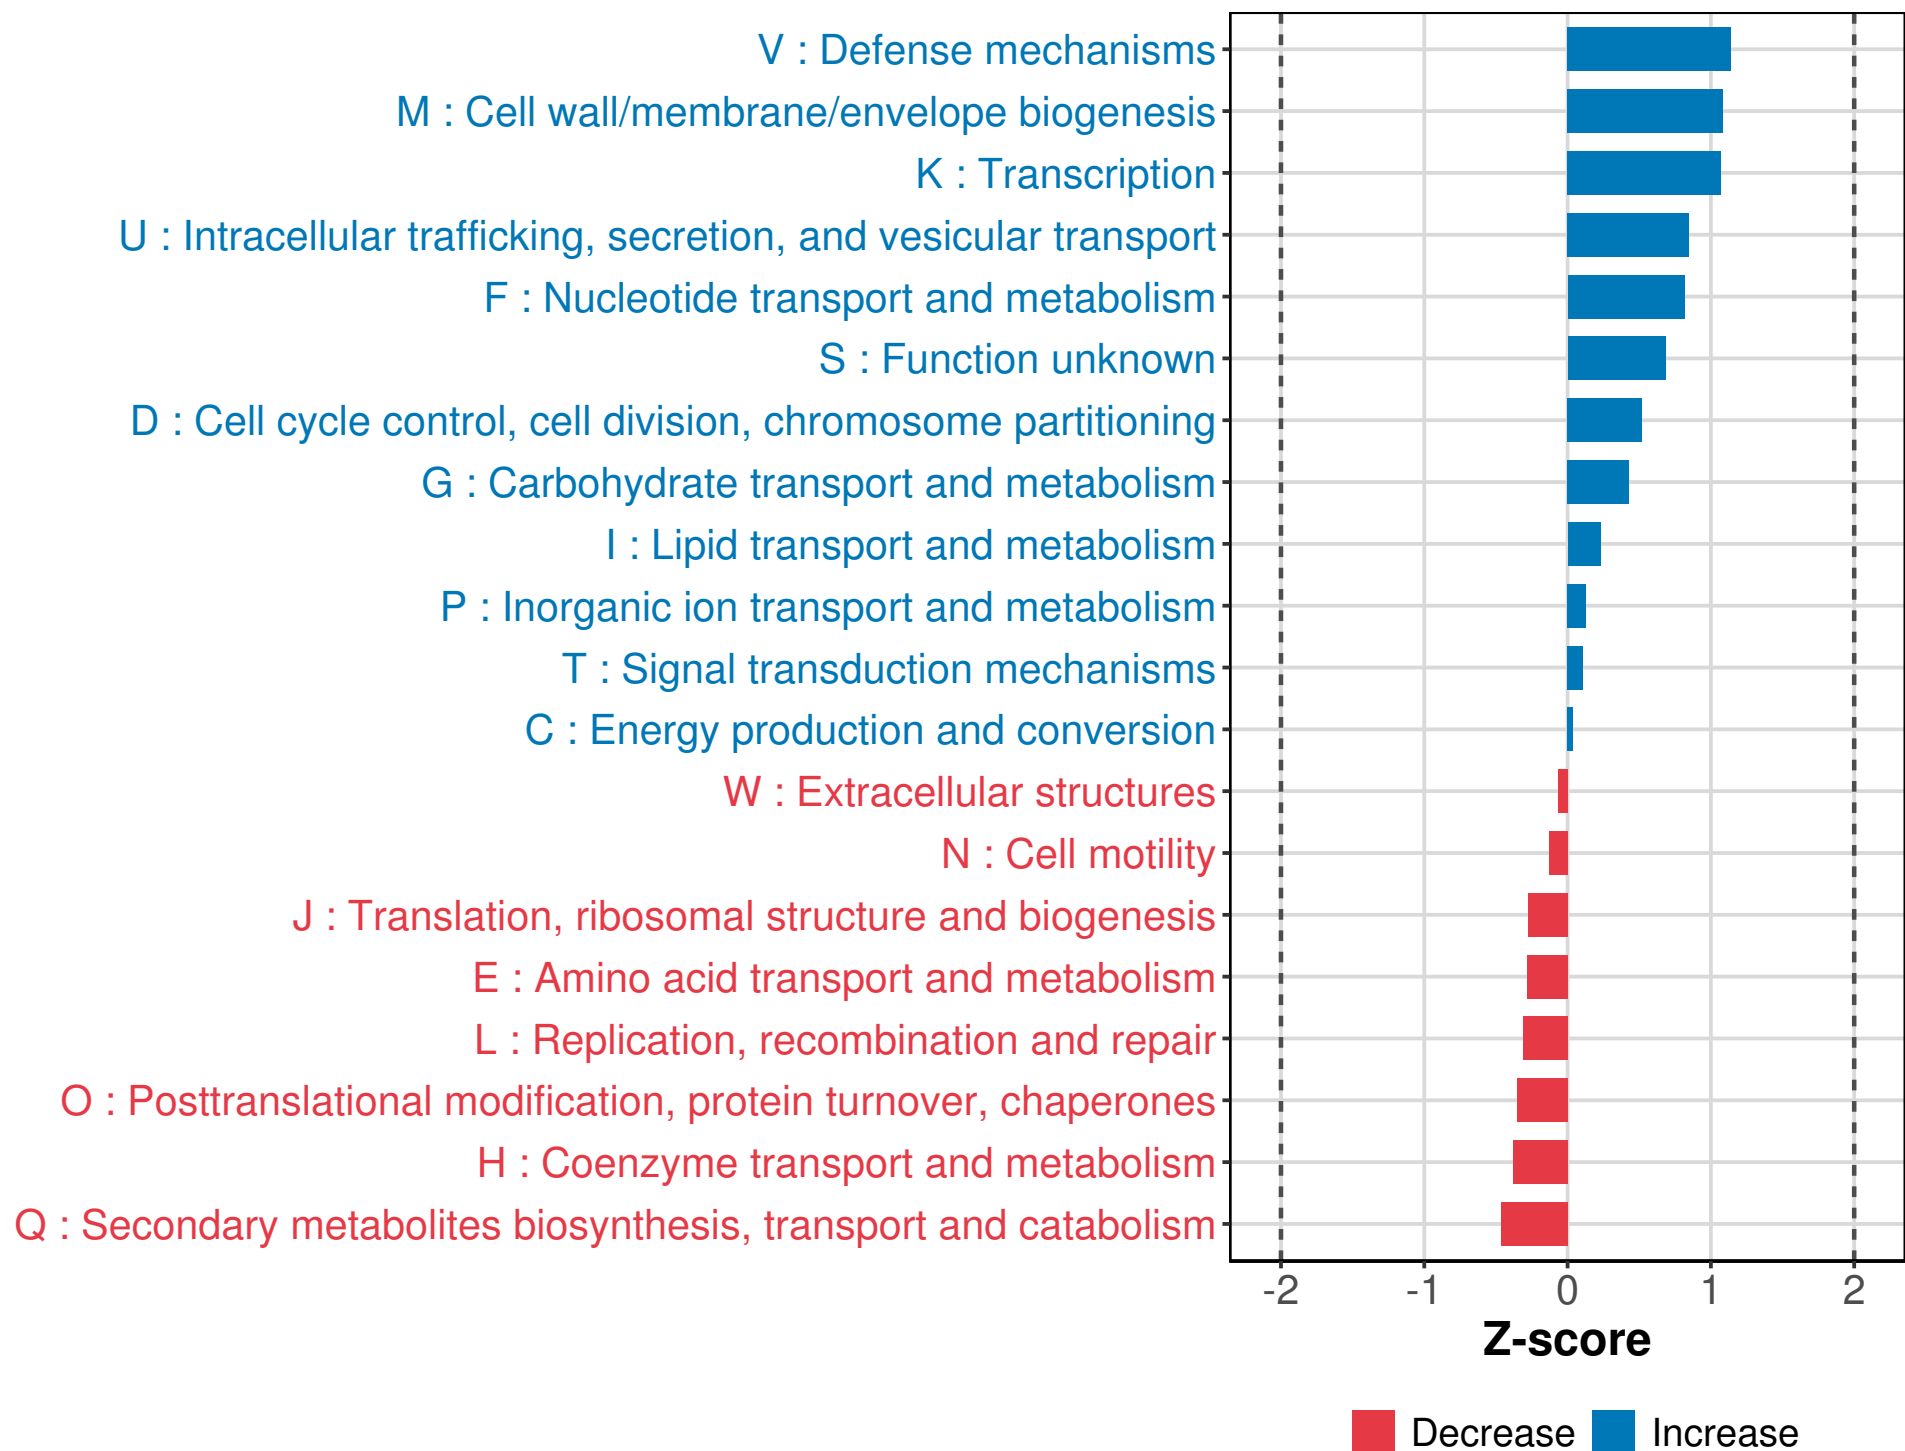 V : Defense mechanisms
M : Cell wall/membrane/envelope biogenesis
K : Transcription
U : Intracellular trafficking, secretion, and vesicular transport
F : Nucleotide transport and metabolism
S : Function unknown
D : Cell cycle control, cell division, chromosome partitioning
G : Carbohydrate transport and metabolism
I : Lipid transport and metabolism
P : Inorganic ion transport and metabolism
T : Signal transduction mechanisms
C : Energy production and conversion
W : Extracellular structures
N : Cell motility
J : Translation, ribosomal structure and biogenesis
E : Amino acid transport and metabolism
L : Replication, recombination and repair
O : Posttranslational modification, protein turnover, chaperones
H : Coenzyme transport and metabolism
Q : Secondary metabolites biosynthesis, transport and catabolism
-2 -1 0 1 2
Z-score
Decrease Increase